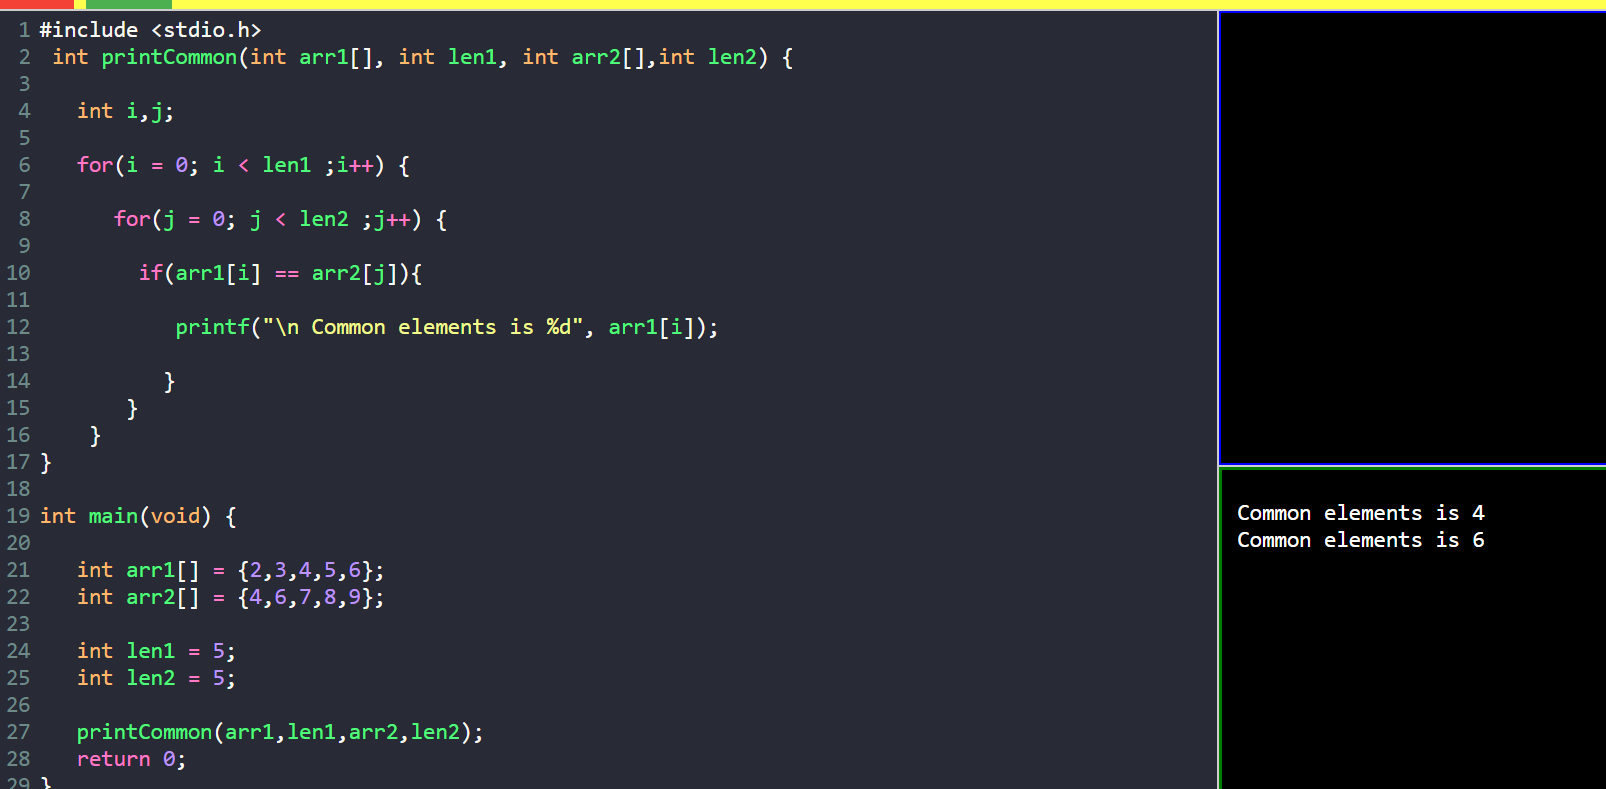 1 #include <stdio.h>
2 int printCommon(int arr1[], int len1, int arr2[],int len2) {
3
4 int i,j;
5
6 for(i = 0; i < len1 ;i++) {
7
8 for(j = 0; j < len2 ;j++) {
9
10 if(arr1[i] == arr2[j]){
11
12 printf("\n Common elements is %d", arr1[i]);
13
14 }
15 }
16 }
17 }
18
19 int main(void) {
20
21 int arr1[] = {2,3,4,5,6};
22 int arr2[] = {4,6,7,8,9};
23
24 int len1 = 5;
25 int len2 = 5;
26
27 printCommon(arr1,len1,arr2,len2);
28 return 0;
29 }
Common elements is 4
Common elements is 6